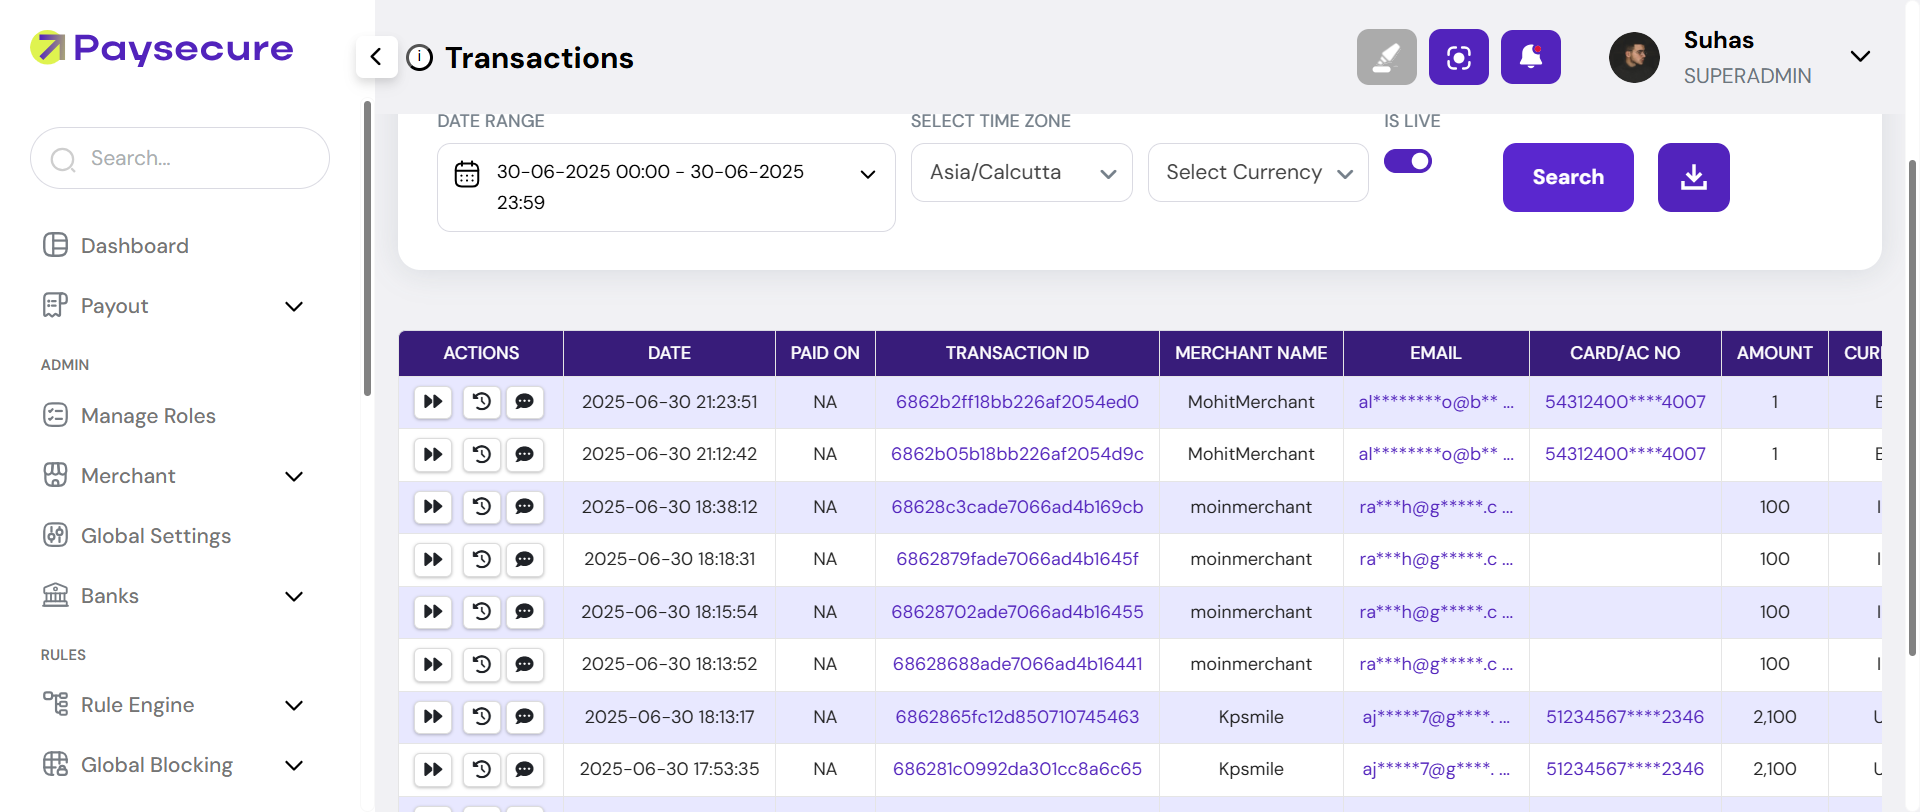 Paysecure
Transactions
Suhas
SUPERADMIN
Search...
Dashboard
Payout
ADMIN
Manage Roles
Merchant
Global Settings
Banks
RULES
Rule Engine
Global Blocking
DATE RANGE
30-06-2025 00:00 - 30-06-2025
23:59
SELECT TIME ZONE
Asia/Calcutta
Select Currency
IS LIVE
Search
ACTIONS DATE PAID ON TRANSACTION ID MERCHANT NAME EMAIL CARD/AC NO AMOUNT
2025-06-30 21:23:51 NA 6862b2ff18bb226af2054ed0 MohitMerchant al********o@b** ... 54312400****4007 1
2025-06-30 21:12:42 NA 6862b05b18bb226af2054d9c MohitMerchant al********o@b** ... 54312400****4007 1
2025-06-30 18:38:12 NA 68628c3cade7066ad4b169cb moinmerchant ra***h@g*****.c ... 100
2025-06-30 18:18:31 NA 6862879fade7066ad4b1645f moinmerchant ra***h@g*****.c ... 100
2025-06-30 18:15:54 NA 68628702ade7066ad4b16455 moinmerchant ra***h@g*****.c ... 100
2025-06-30 18:13:52 NA 68628688ade7066ad4b16441 moinmerchant ra***h@g*****.c ... 100
2025-06-30 18:13:17 NA 6862865fc12d850710745463 Kpsmile aj*****7@g****. ... 51234567****2346 2,100
2025-06-30 17:53:35 NA 686281c0992da301cc8a6c65 Kpsmile aj*****7@g****. ... 51234567****2346 2,100